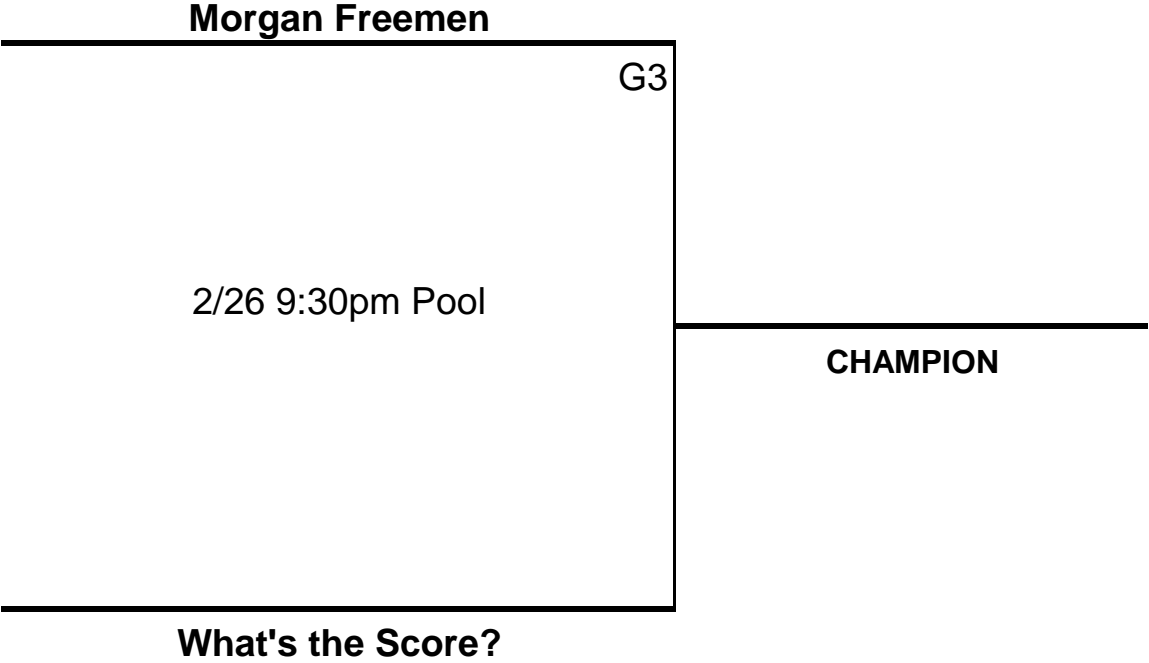 Morgan Freemen
G3
2/26 9:30pm Pool
CHAMPION
What's the Score?